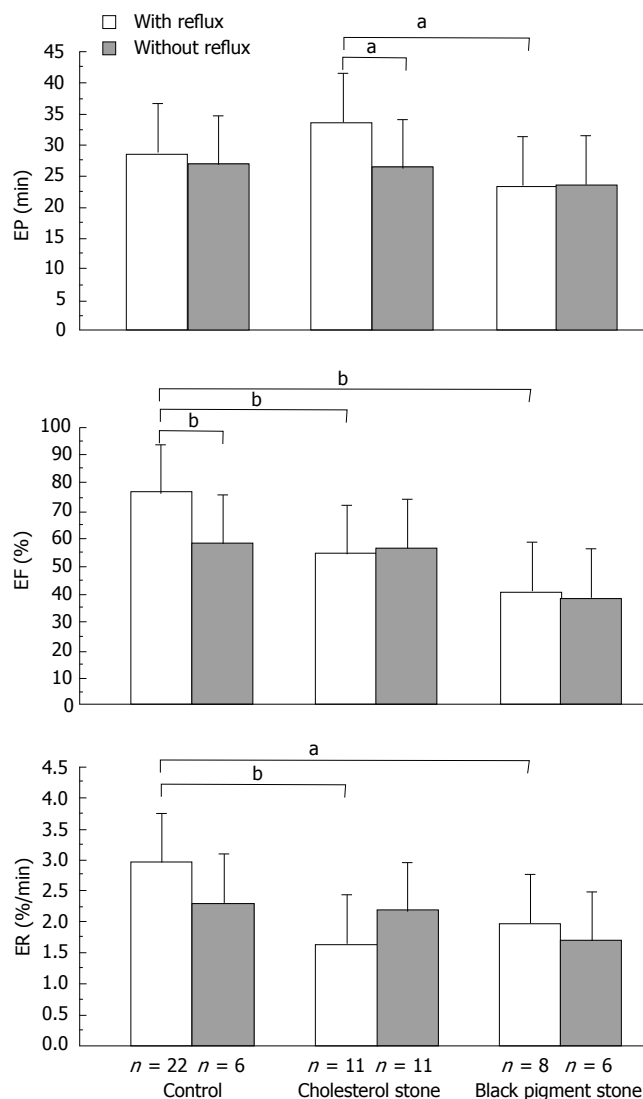 With reflux
Without reflux
a
a
45
40
35
30
25
20
15
10
5
0
EP (min)
b
b
b
100
90
80
70
60
50
40
30
20
10
0
EF (%)
a
b
4.5
4.0
3.5
3.0
2.5
2.0
1.5
1.0
0.5
0.0
ER (%/min)
n = 22 n = 6 n = 11 n = 11 n = 8 n = 6
Control Cholesterol stone Black pigment stone